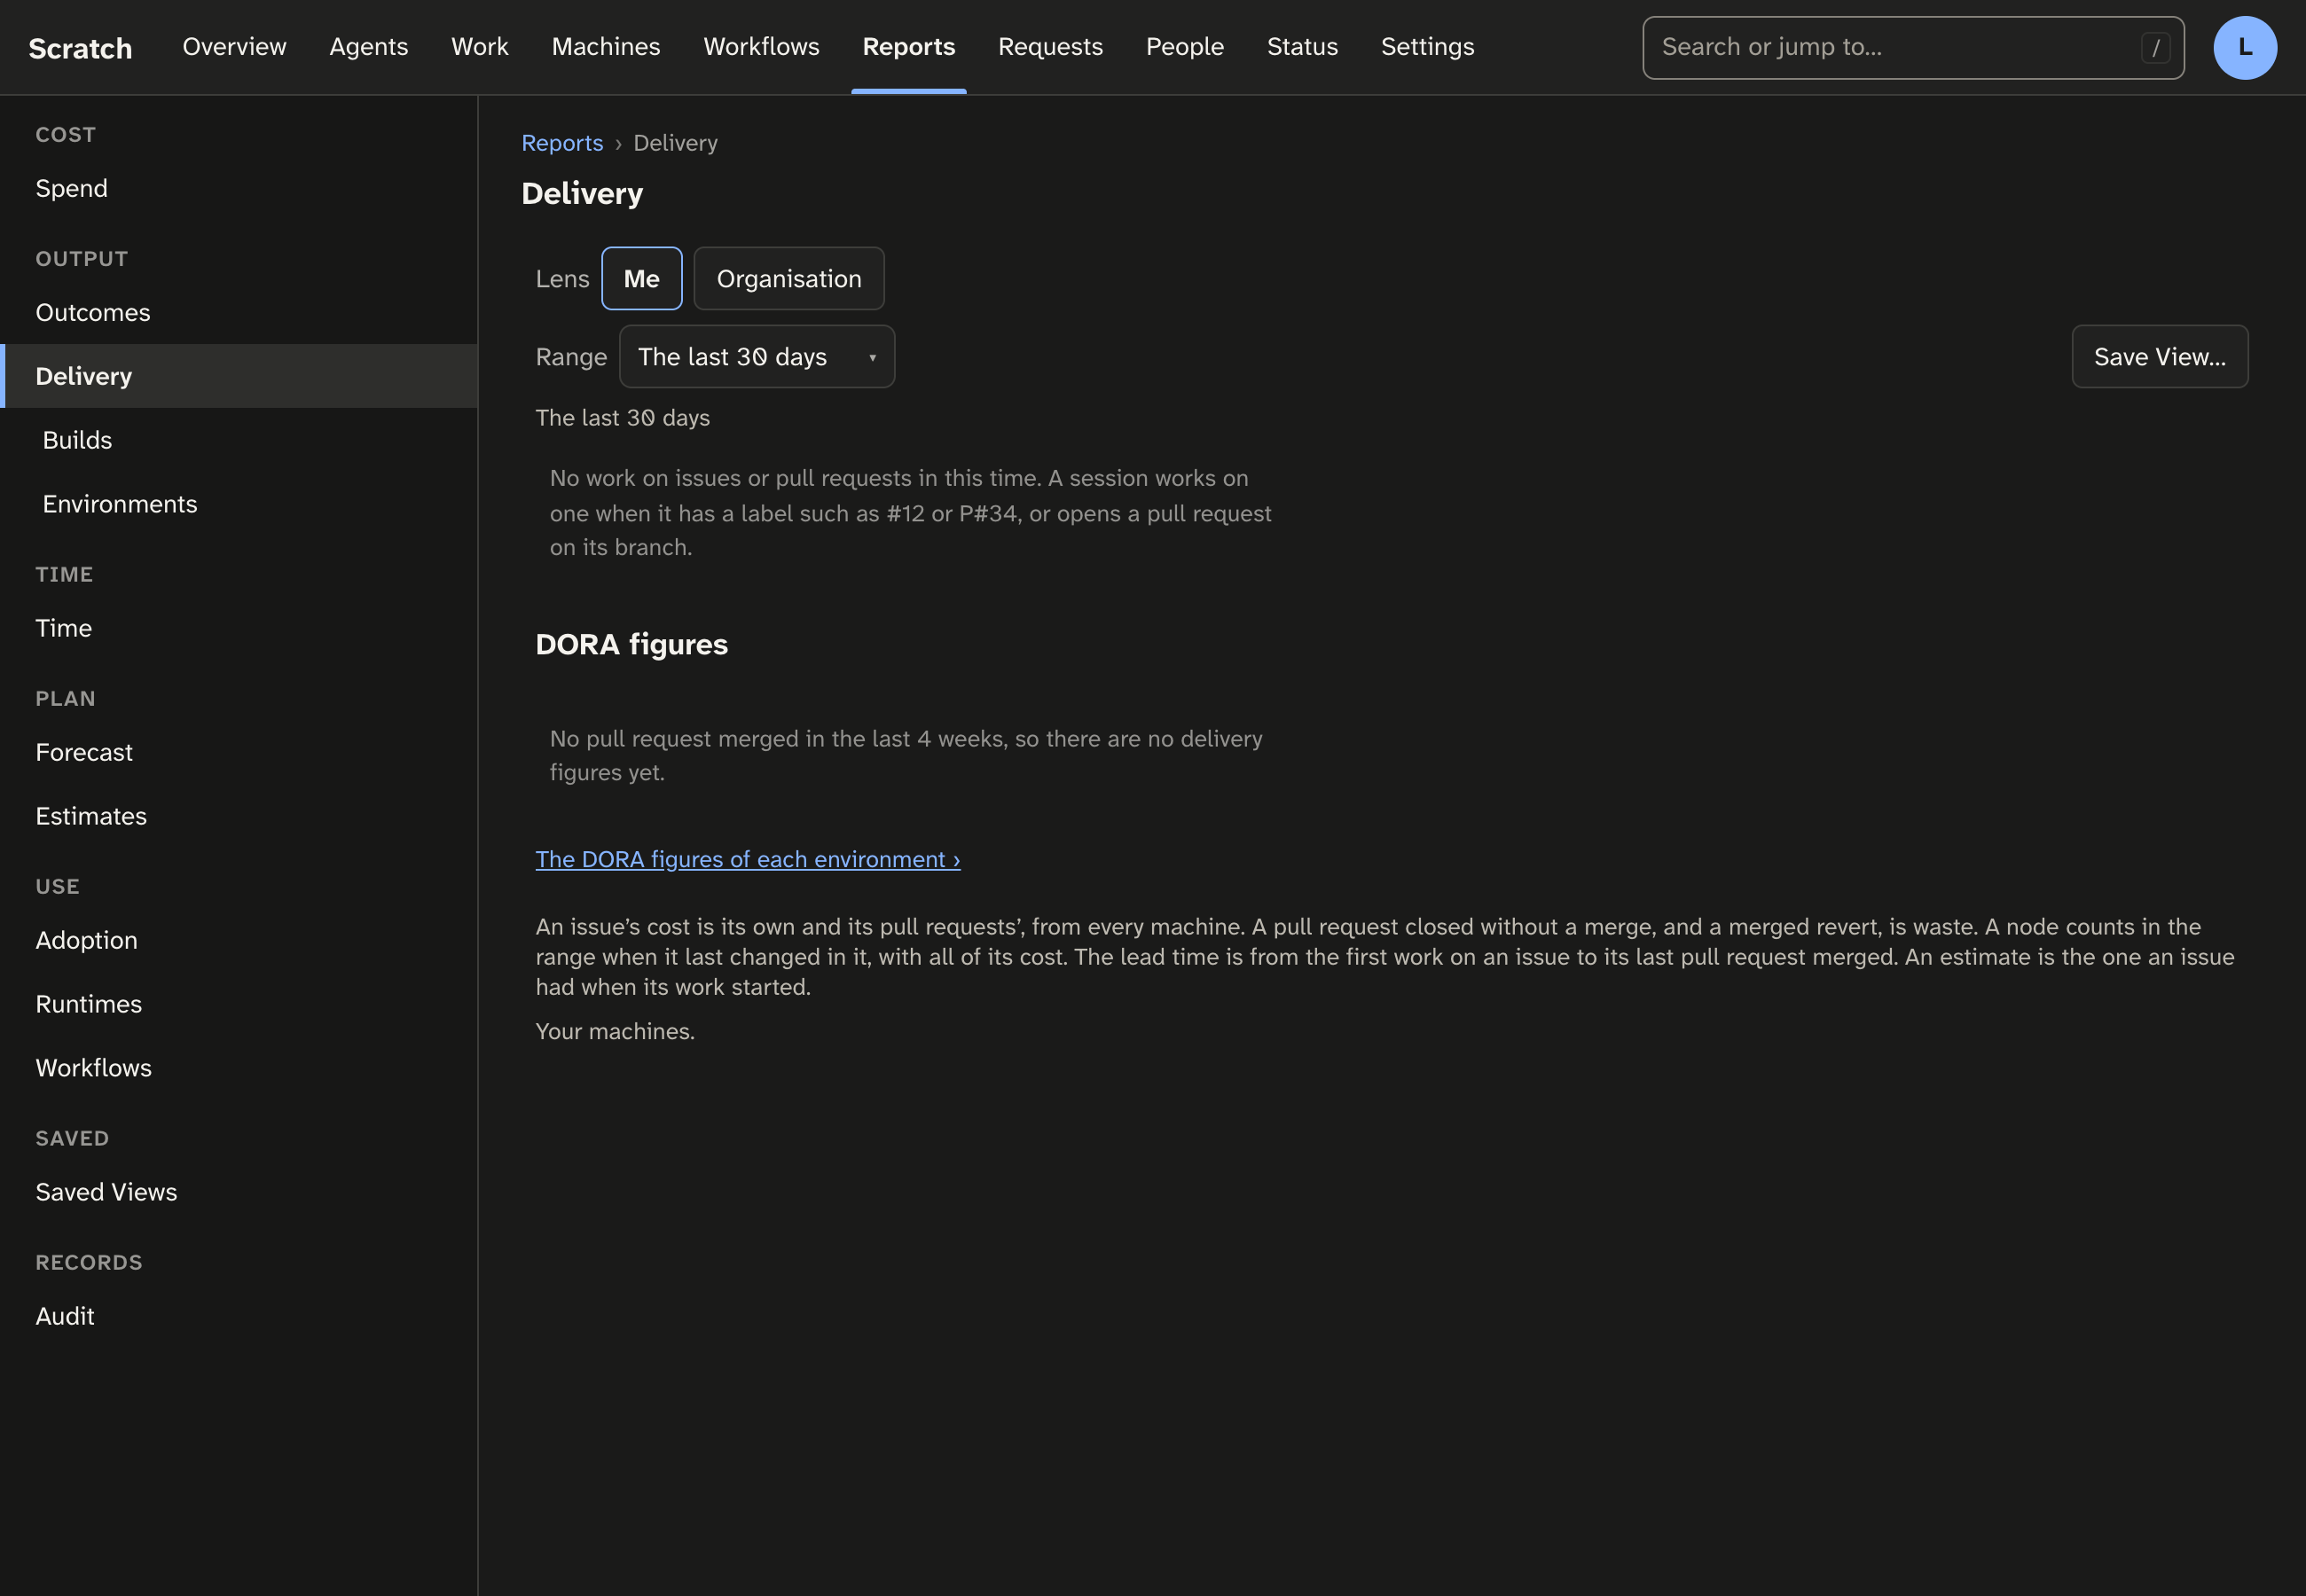 Scratch
Overview
Agents
Work
Machines
Workflows
Reports
Requests
People
Status
Settings
Search or jump to...
/
L
COST
Spend
OUTPUT
Outcomes
Delivery
Builds
Environments
TIME
Time
PLAN
Forecast
Estimates
USE
Adoption
Runtimes
Workflows
SAVED
Saved Views
RECORDS
Audit
Reports › Delivery
Delivery
Lens
Me
Organisation
Range
The last 30 days
Save View...
The last 30 days
No work on issues or pull requests in this time. A session works on
one when it has a label such as #12 or P#34, or opens a pull request
on its branch.
DORA figures
No pull request merged in the last 4 weeks, so there are no delivery
figures yet.
The DORA figures of each environment ›
An issue’s cost is its own and its pull requests’, from every machine. A pull request closed without a merge, and a merged revert, is waste. A node counts in the
range when it last changed in it, with all of its cost. The lead time is from the first work on an issue to its last pull request merged. An estimate is the one an issue
had when its work started.
Your machines.